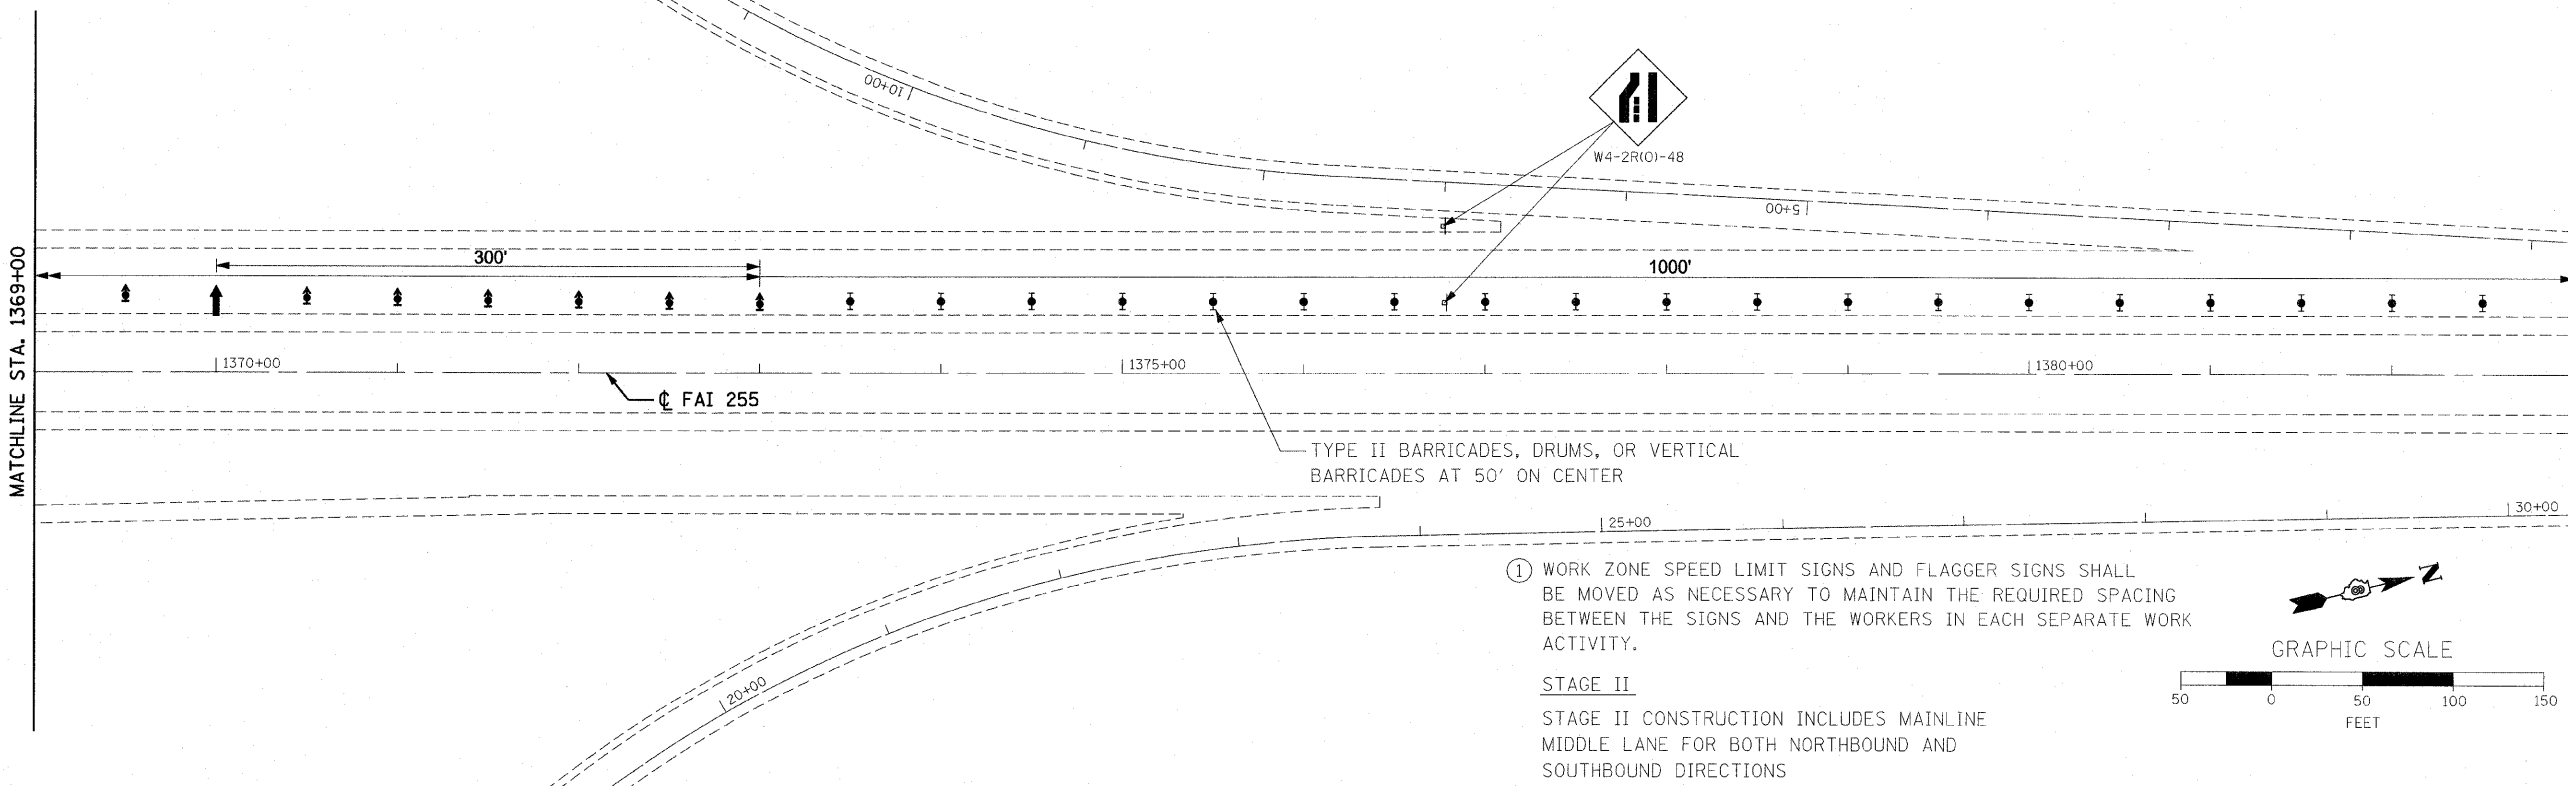 10+00
W4-2R(O)-48
5+00
MATCHLINE STA. 1369+00
300'
1000'
1370+00
1375+00
1380+00
℄ FAI 255
TYPE II BARRICADES, DRUMS, OR VERTICAL
BARRICADES AT 50' ON CENTER
25+00
30+00
20+00
① WORK ZONE SPEED LIMIT SIGNS AND FLAGGER SIGNS SHALL
BE MOVED AS NECESSARY TO MAINTAIN THE REQUIRED SPACING
BETWEEN THE SIGNS AND THE WORKERS IN EACH SEPARATE WORK
ACTIVITY.
N
GRAPHIC SCALE
50 0 50 100 150
FEET
STAGE II
STAGE II CONSTRUCTION INCLUDES MAINLINE
MIDDLE LANE FOR BOTH NORTHBOUND AND
SOUTHBOUND DIRECTIONS